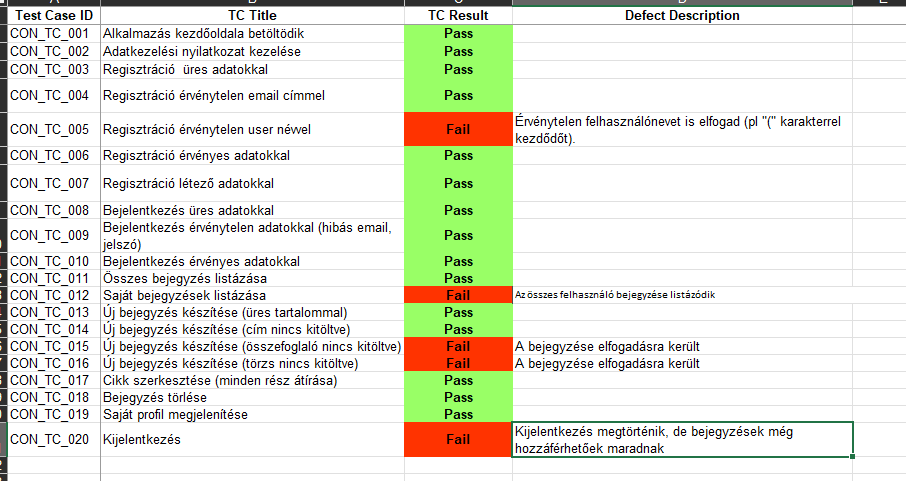 Test Case ID TC Title TC Result Defect Description
CON_TC_001 Alkalmazás kezdőoldala betöltödik Pass
CON_TC_002 Adatkezelési nyilatkozat kezelése Pass
CON_TC_003 Regisztráció üres adatokkal Pass
CON_TC_004 Regisztráció érvénytelen email címmel Pass
CON_TC_005 Regisztráció érvénytelen user névvel Fail Érvénytelen felhasználónevet is elfogad (pl "(" karakterrel
kezdődőt).
CON_TC_006 Regisztráció érvényes adatokkal Pass
CON_TC_007 Regisztráció létező adatokkal Pass
CON_TC_008 Bejelentkezés üres adatokkal Pass
CON_TC_009 Bejelentkezés érvénytelen adatokkal (hibás email,
jelszó) Pass
CON_TC_010 Bejelentkezés érvényes adatokkal Pass
CON_TC_011 Összes bejegyzés listázása Pass
CON_TC_012 Saját bejegyzések listázása Fail Az összes felhasználó bejegyzése listázódik
CON_TC_013 Új bejegyzés készítése (üres tartalommal) Pass
CON_TC_014 Új bejegyzés készítése (cím nincs kitöltve) Pass
CON_TC_015 Új bejegyzés készítése (összefoglaló nincs kitöltve) Fail A bejegyzése elfogadásra került
CON_TC_016 Új bejegyzés készítése (törzs nincs kitöltve) Fail A bejegyzése elfogadásra került
CON_TC_017 Cikk szerkesztése (minden rész átírása) Pass
CON_TC_018 Bejegyzés törlése Pass
CON_TC_019 Saját profil megjelenítése Pass
CON_TC_020 Kijelentkezés Fail Kijelentkezés megtörténik, de bejegyzések még
hozzáférhetőek maradnak